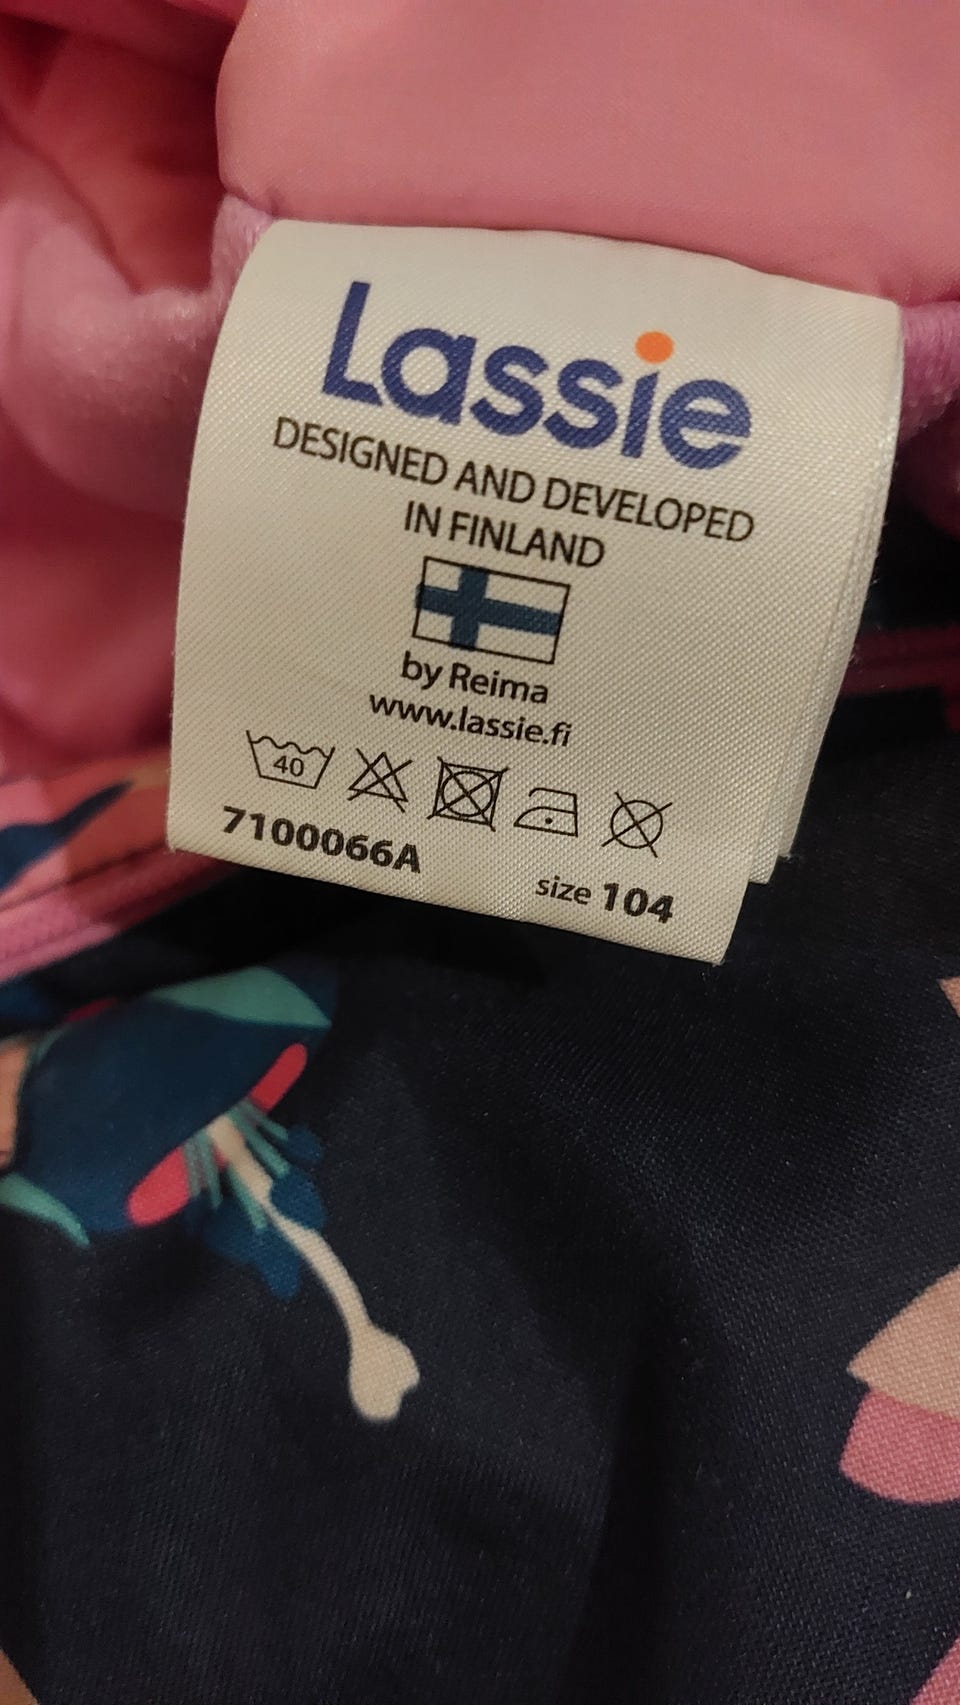 Lassie
DESIGNED AND DEVELOPED
IN FINLAND
by Reima
www.lassie.fi
40
7100066A
size 104